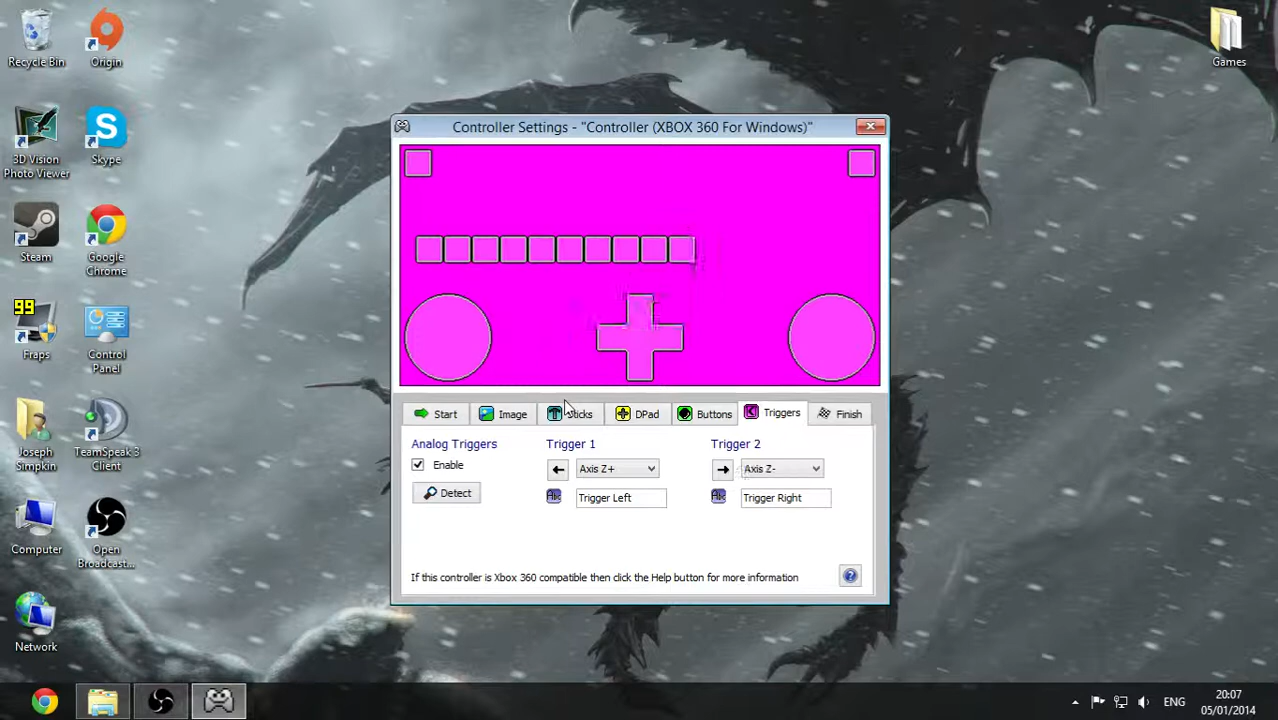 Recycle Bin
Origin
Games
3D Vision
Photo Viewer
Skype
Steam
Google
Chrome
99
Fraps
Control
Panel
Joseph
Simpkin
TeamSpeak 3
Client
Computer
Open
Broadcast...
Network
Controller Settings - "Controller (XBOX 360 For Windows)"
Start
Image
Sticks
DPad
Buttons
Triggers
Finish
Analog Triggers
Trigger 1
Trigger 2
Enable
Axis Z+
Axis Z-
Detect
Trigger Left
Trigger Right
If this controller is Xbox 360 compatible then click the Help button for more information
ENG
20:07
05/01/2014